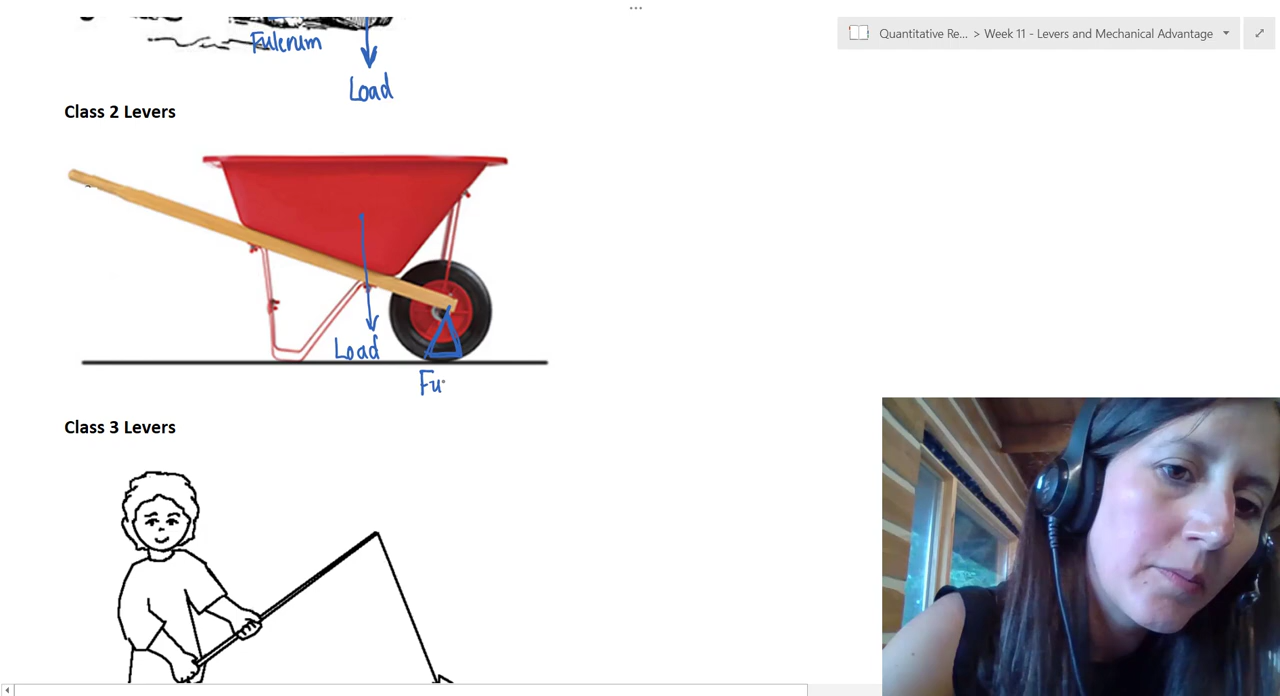 ...
Quantitative Re... > Week 11 - Levers and Mechanical Advantage
Fulcrum
Load
Class 2 Levers
Load
Fu
Class 3 Levers